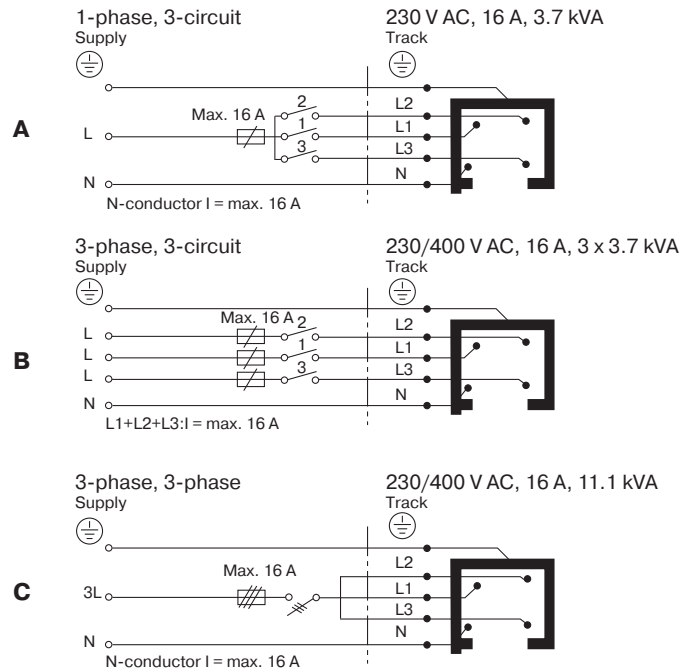 1-phase, 3-circuit
Supply
230 V AC, 16 A, 3.7 kVA
Track
A
L
Max. 16 A
2
1
3
L2
L1
L3
N
N
N-conductor I = max. 16 A
3-phase, 3-circuit
Supply
230/400 V AC, 16 A, 3 x 3.7 kVA
Track
B
L
L
L
Max. 16 A
2
1
3
L2
L1
L3
N
N
L1+L2+L3:I = max. 16 A
3-phase, 3-phase
Supply
230/400 V AC, 16 A, 11.1 kVA
Track
C
3L
Max. 16 A
L2
L1
L3
N
N
N-conductor I = max. 16 A